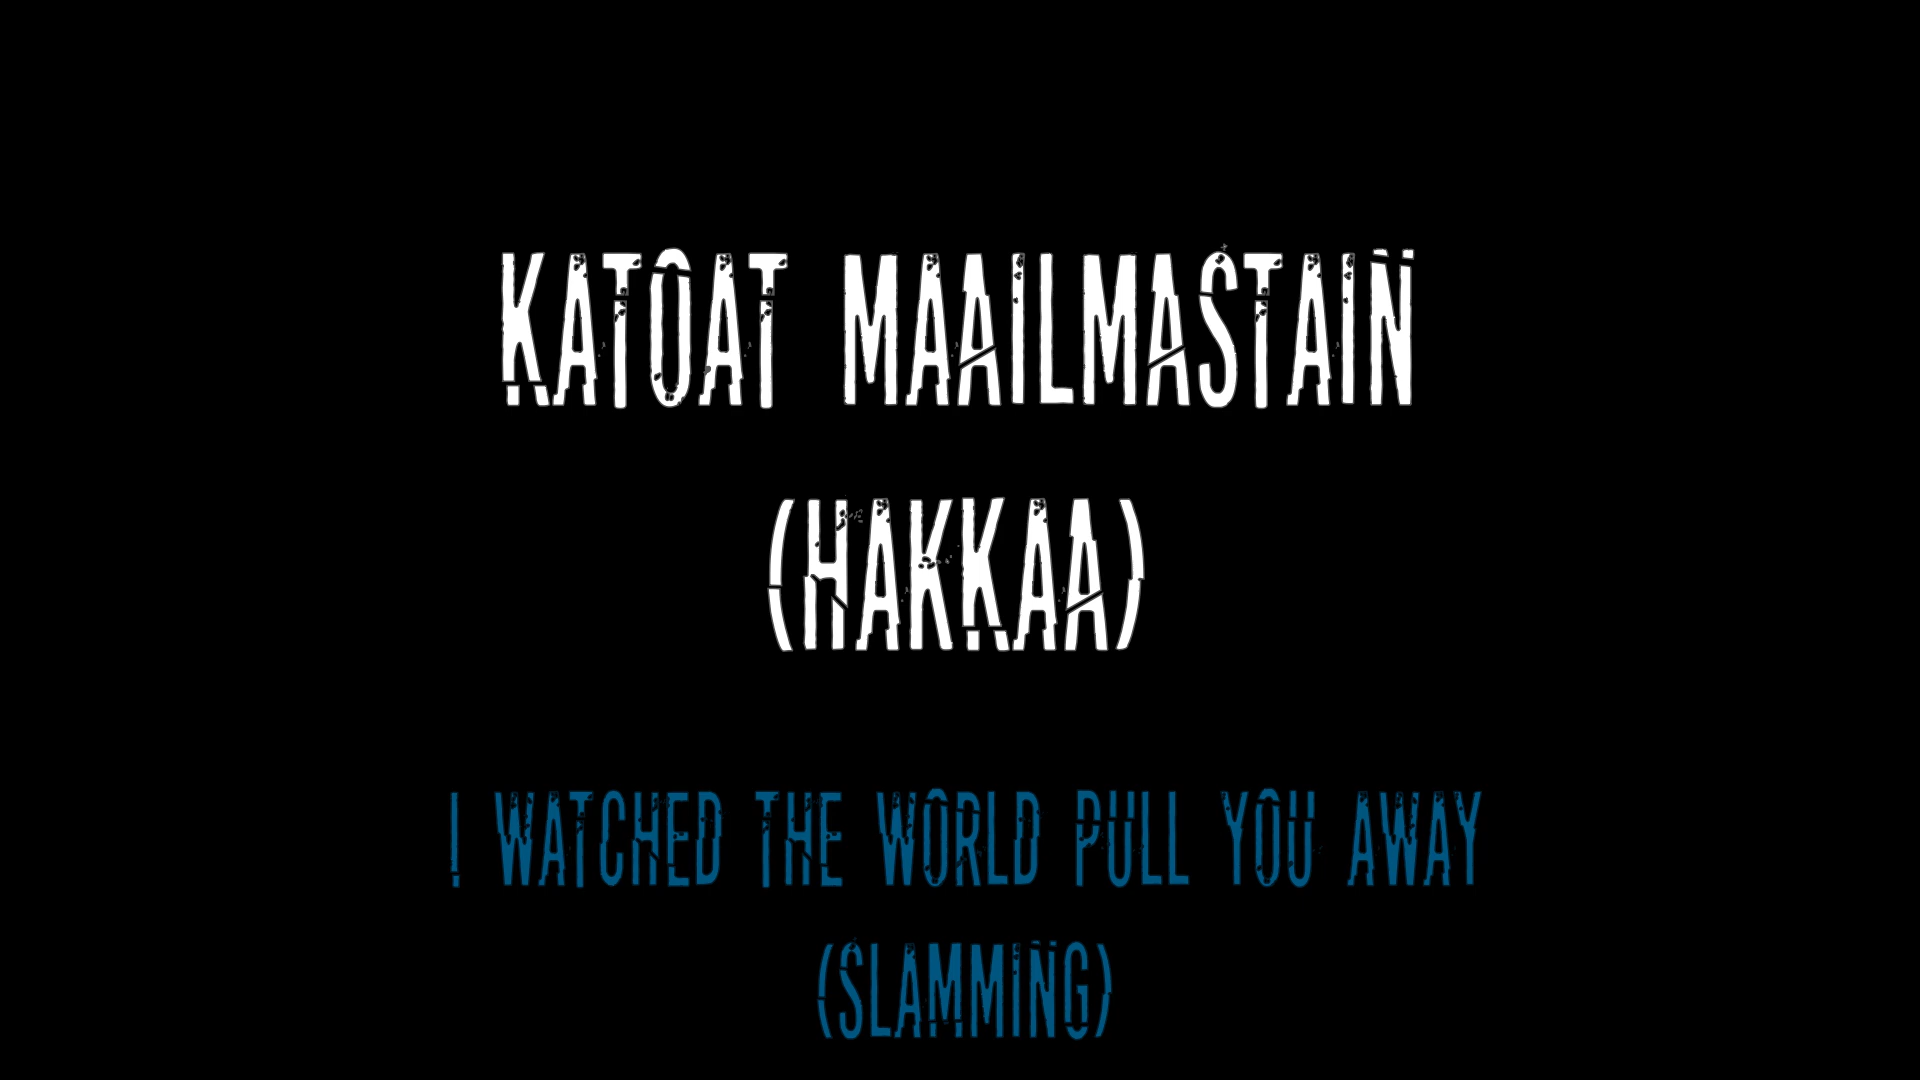 KATOAT MAAILMASTAIN
(HAKKAA)
I WATCHED THE WORLD PULL YOU AWAY
(SLAMMING)